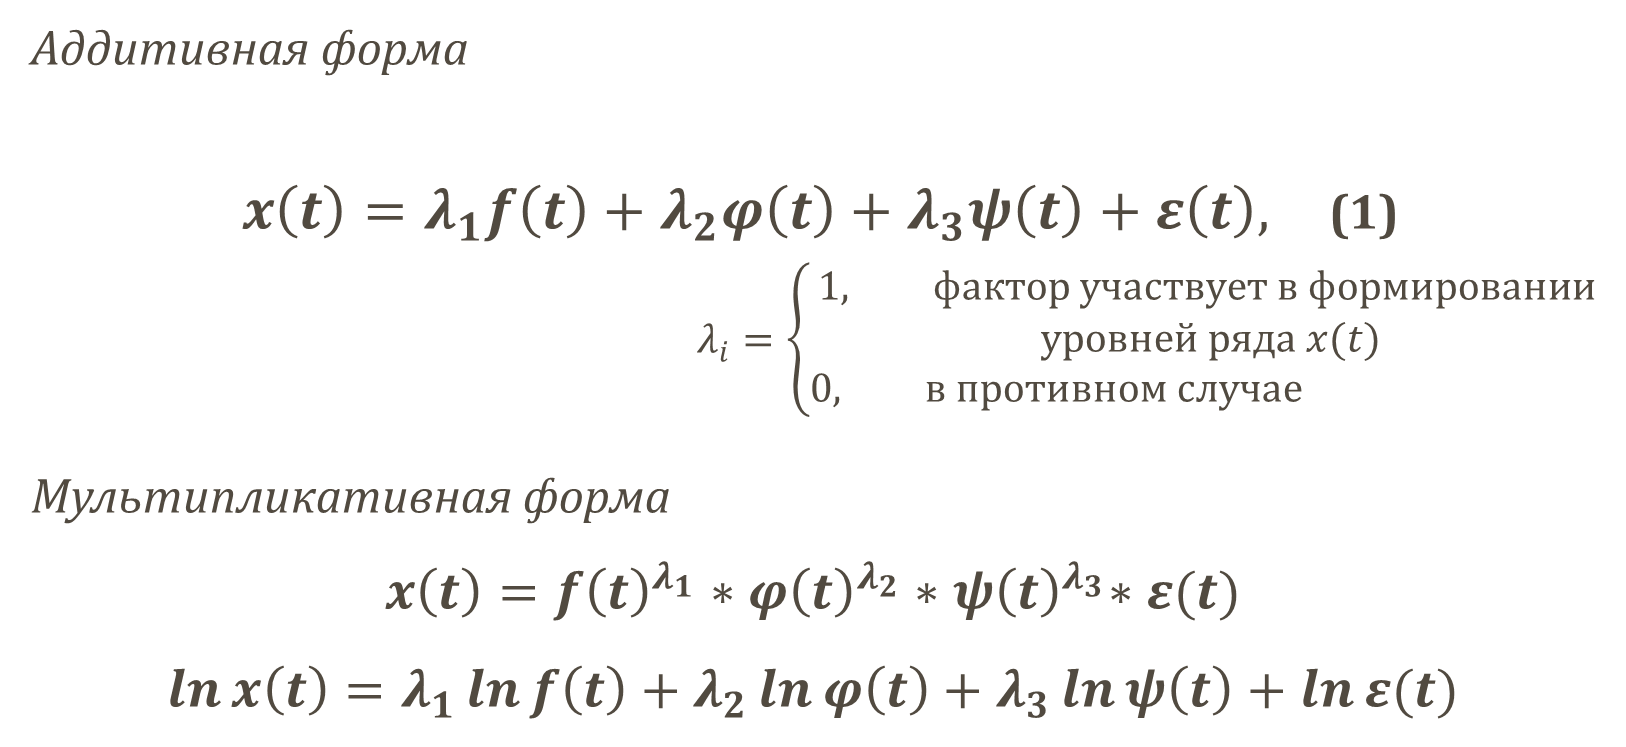 Аддитивная форма
x(t) = λ₁f(t) + λ₂φ(t) + λ₃ψ(t) + ε(t), (1)
1, фактор участвует в формировании
λᵢ = { уровней ряда x(t)
0, в противном случае
Мультипликативная форма
x(t) = f(t)^λ₁ * φ(t)^λ₂ * ψ(t)^λ₃ * ε(t)
ln x(t) = λ₁ ln f(t) + λ₂ ln φ(t) + λ₃ ln ψ(t) + ln ε(t)